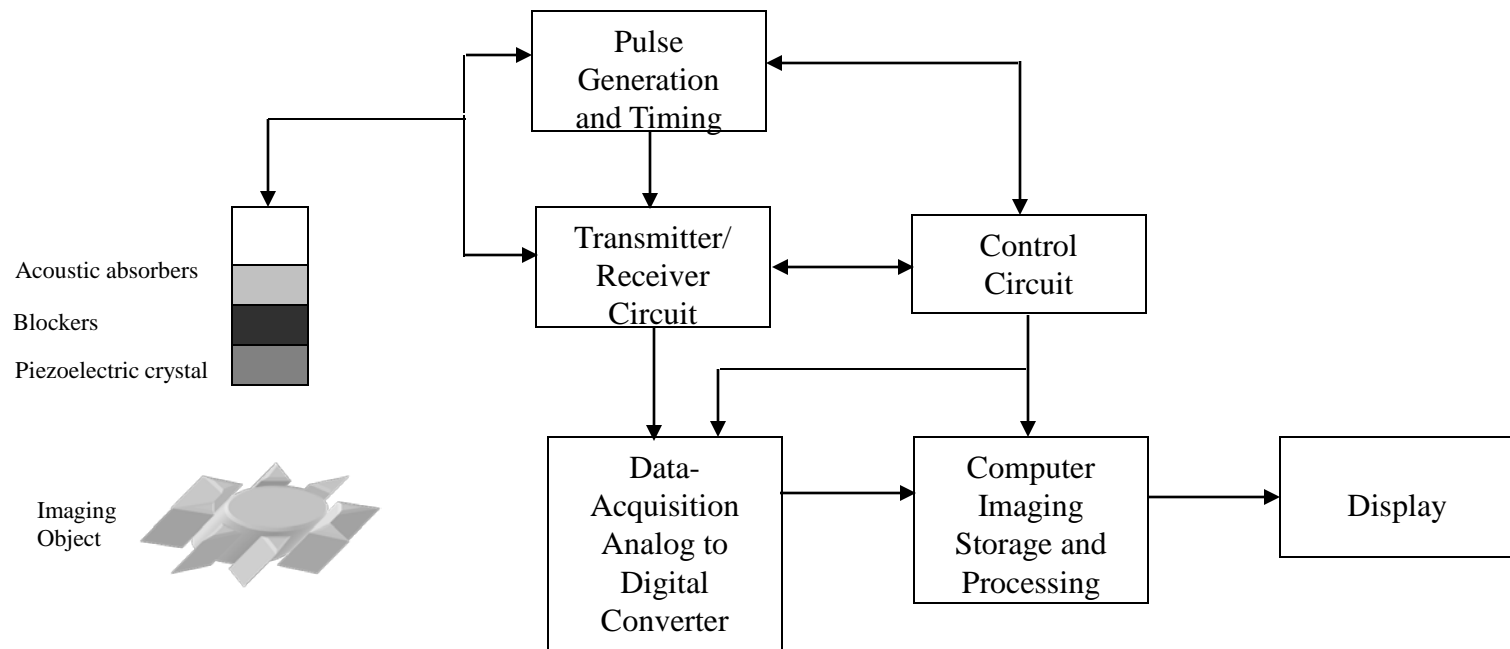 Pulse
Generation
and Timing
Transmitter/
Receiver
Circuit
Control
Circuit
Acoustic absorbers
Blockers
Piezoelectric crystal
Imaging
Object
Data-
Acquisition
Analog to
Digital
Converter
Computer
Imaging
Storage and
Processing
Display